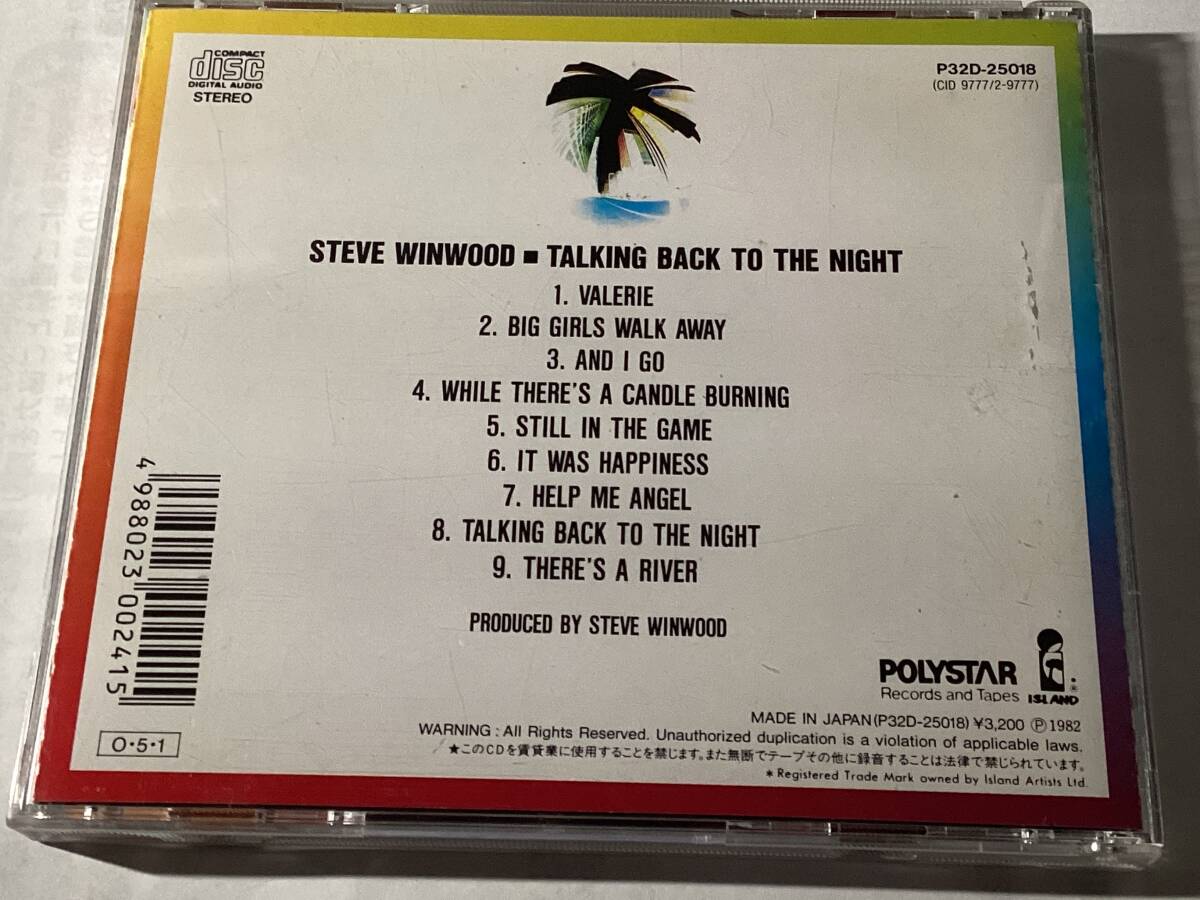 COMPACT
disc
DIGITAL AUDIO
STEREO
P32D-25018
(CID 9777/2-9777)
STEVE WINWOOD ■ TALKING BACK TO THE NIGHT
1. VALERIE
2. BIG GIRLS WALK AWAY
3. AND I GO
4. WHILE THERE'S A CANDLE BURNING
5. STILL IN THE GAME
6. IT WAS HAPPINESS
7. HELP ME ANGEL
8. TALKING BACK TO THE NIGHT
9. THERE'S A RIVER
PRODUCED BY STEVE WINWOOD
4988023002415
O・5・1
POLYSTAR
Records and Tapes
ISLAND
®
MADE IN JAPAN(P32D-25018) ¥3,200 Ⓟ 1982
WARNING : All Rights Reserved. Unauthorized duplication is a violation of applicable laws.
★このCDを賃貸業に使用することを禁じます。また無断でテープその他に録音することは法律で禁じられています。
* Registered Trade Mark owned by Island Artists Ltd.